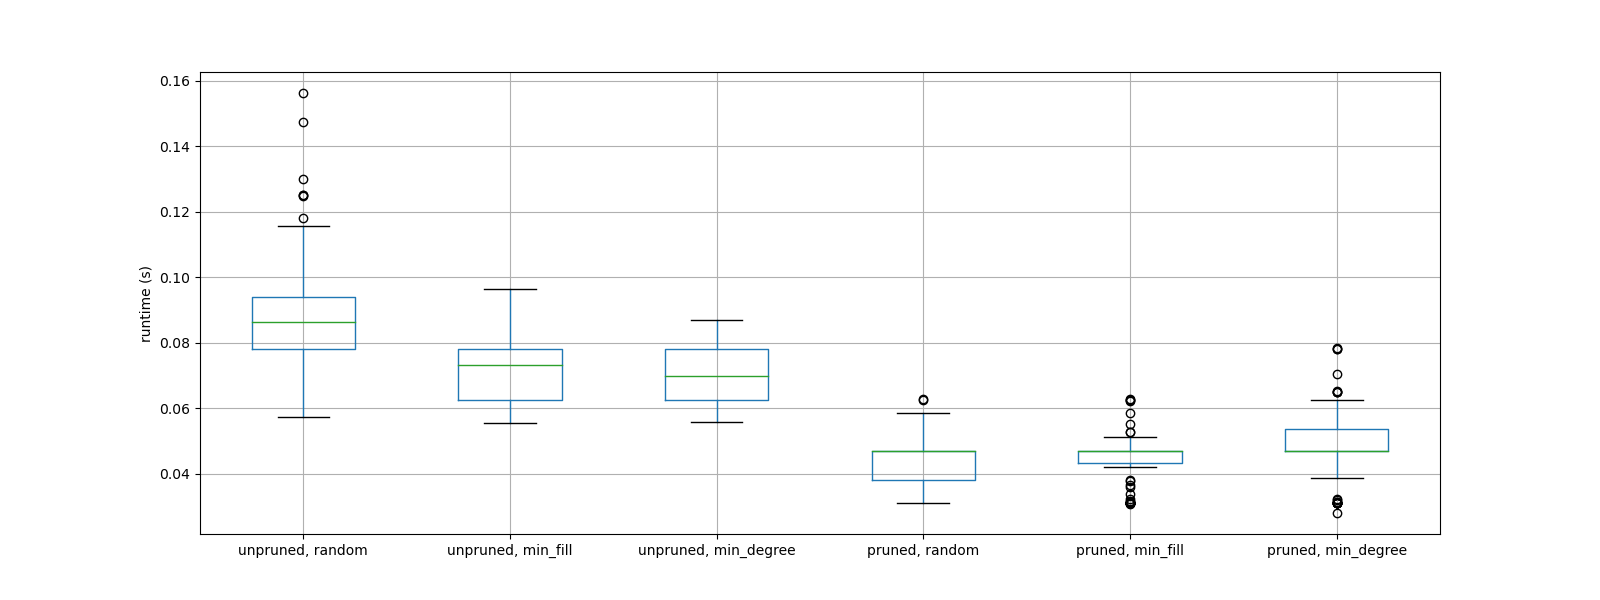 0.16
0.14
0.12
0.10
0.08
0.06
0.04
runtime (s)
unpruned, random
unpruned, min_fill
unpruned, min_degree
pruned, random
pruned, min_fill
pruned, min_degree